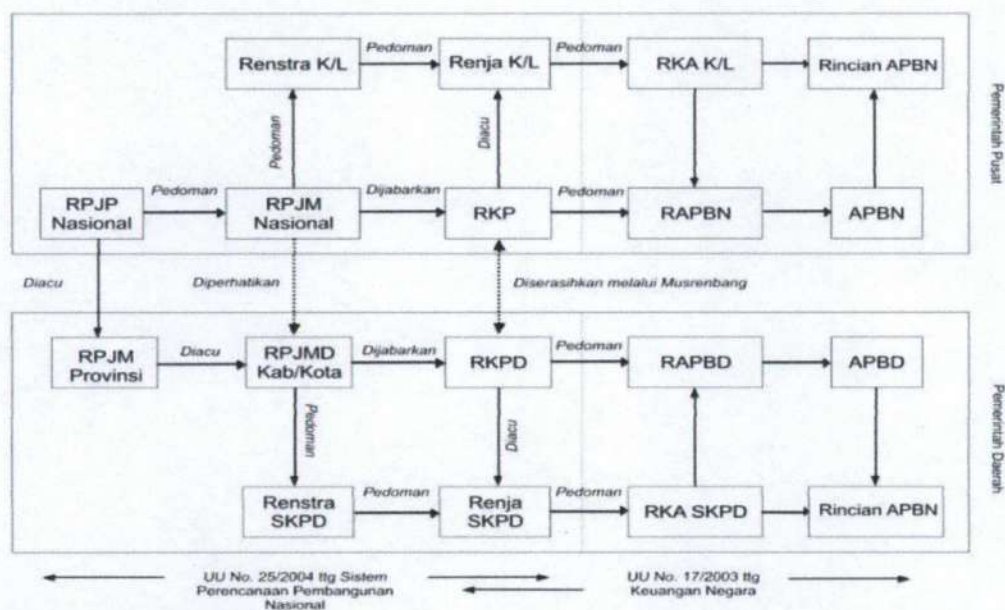 Pedoman
Pedoman
Renstra K/L
Renja K/L
RKA K/L
Rincian APBN
Pedoman
Diacu
Pemerintah Pusat
RPJP
Nasional
Pedoman
RPJM
Nasional
Dijabarkan
RKP
Pedoman
RAPBN
APBN
Diacu
Diperhatikan
Diserasihkan melalui Musrenbang
RPJM
Provinsi
Diacu
RPJMD
Kab/Kota
Dijabarkan
RKPD
Pedoman
RAPBD
APBD
Pedoman
Diacu
Pemerintah Daerah
Renstra
SKPD
Pedoman
Renja
SKPD
Pedoman
RKA SKPD
Rincian APBN
UU No. 25/2004 ttg Sistem
Perencanaan Pembangunan
Nasional
UU No. 17/2003 ttg
Keuangan Negara